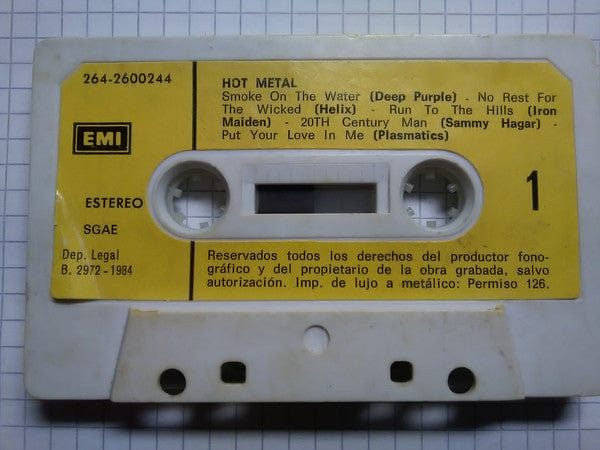 264-2600244
EMI
ESTEREO
SGAE
Dep. Legal
B. 2972 - 1984
HOT METAL
Smoke On The Water (Deep Purple) - No Rest For
The Wicked (Helix) - Run To The Hills (Iron
Maiden) - 20TH Century Man (Sammy Hagar) -
Put Your Love In Me (Plasmatics)
1
Reservados todos los derechos del productor fono-
gráfico y del propietario de la obra grabada, salvo
autorización. Imp. de lujo a metálico: Permiso 126.